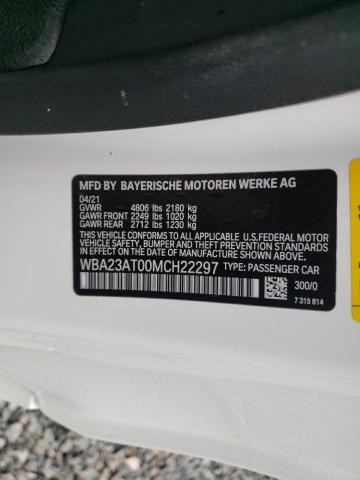 MFD BY BAYERISCHE MOTOREN WERKE AG
04/21
GVWR 4806 lbs 2180 kg
GAWR FRONT 2249 lbs 1020 kg
GAWR REAR 2712 lbs 1230 kg
THIS VEHICLE CONFORMS TO ALL APPLICABLE U.S.FEDERAL MOTOR
VEHICLE SAFETY, BUMPER AND THEFT PREVENTION STANDARDS
IN EFFECT ON THE DATE OF MANUFACTURE SHOWN ABOVE.
WBA23AT00MCH22297 TYPE: PASSENGER CAR
300/0
7 315 814